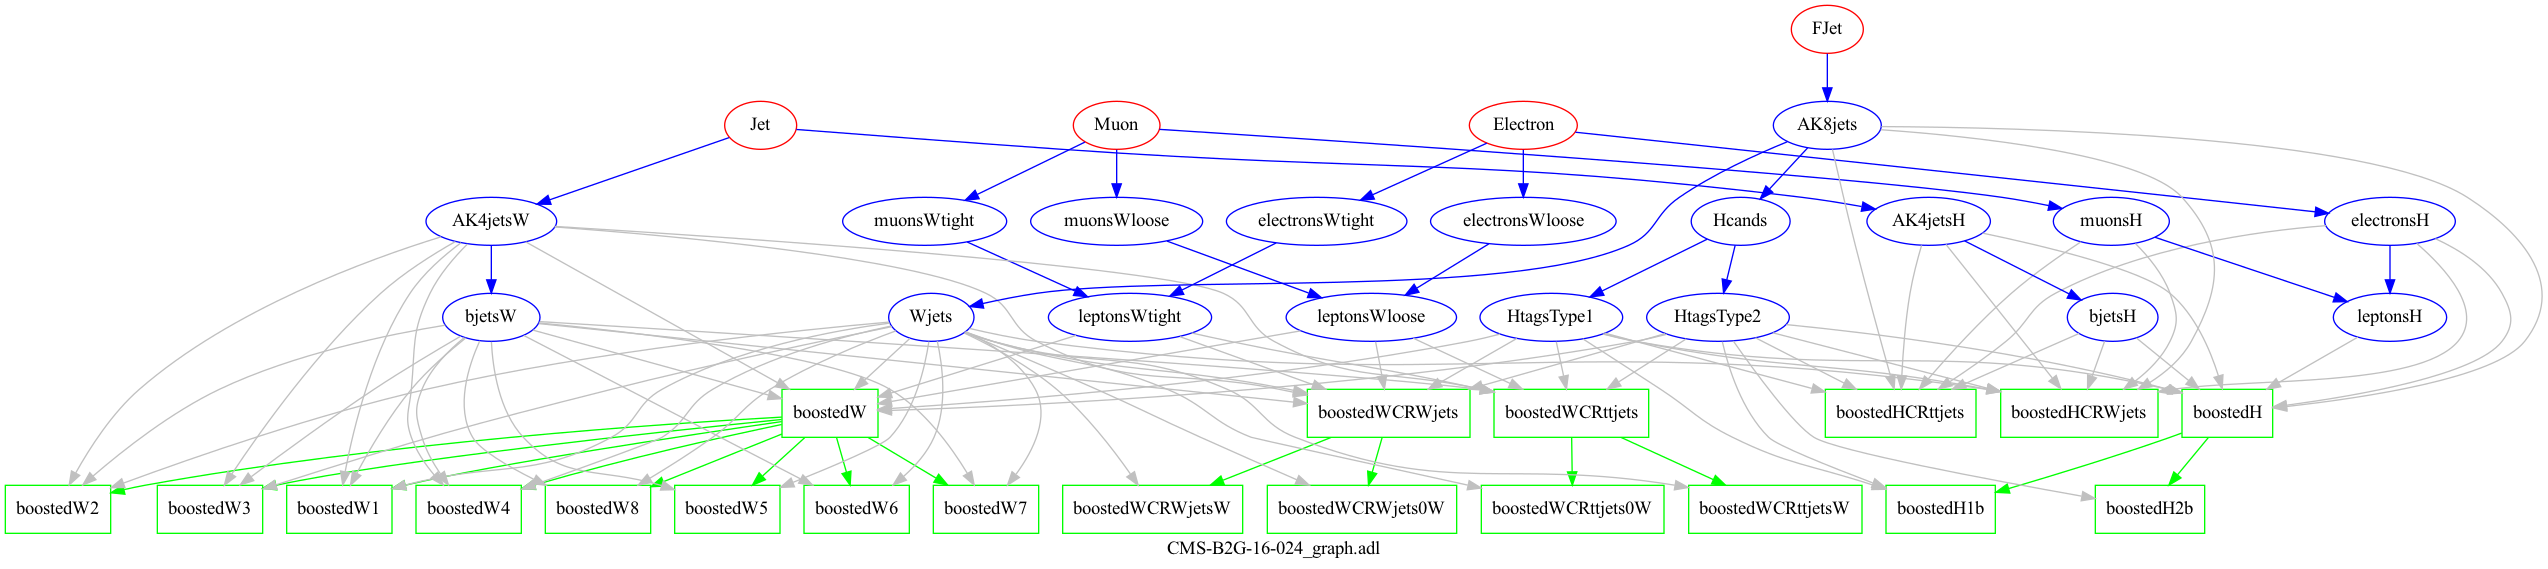 FJet
Jet
Muon
Electron
AK8jets
AK4jetsW
muonsWtight
muonsWloose
electronsWtight
electronsWloose
Hcands
AK4jetsH
muonsH
electronsH
bjetsW
Wjets
leptonsWtight
leptonsWloose
HtagsType1
HtagsType2
bjetsH
leptonsH
boostedW
boostedWCRWjets
boostedWCRttjets
boostedHCRttjets
boostedHCRWjets
boostedH
boostedW2
boostedW3
boostedW1
boostedW4
boostedW8
boostedW5
boostedW6
boostedW7
boostedWCRWjetsW
boostedWCRWjets0W
boostedWCRttjets0W
boostedWCRttjetsW
boostedH1b
boostedH2b
CMS-B2G-16-024_graph.adl